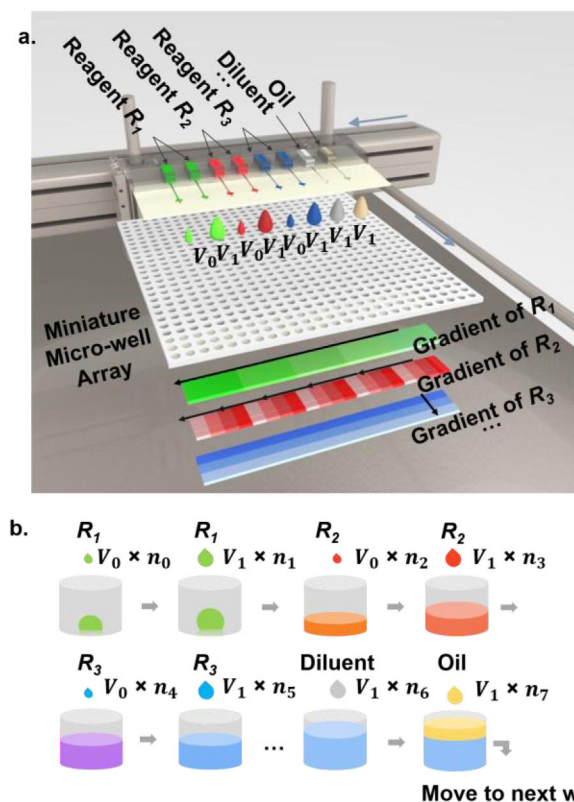 a.
Reagent R₁
Reagent R₂
Reagent R₃
...
Diluent
Oil
V₀ V₁ V₀ V₁ V₀ V₁ V₁ V₁
Miniature
Micro-well
Array
Gradient of R₁
Gradient of R₂
Gradient of R₃
...
b.
R₁ R₁ R₂ R₂
V₀ × n₀ V₁ × n₁ V₀ × n₂ V₁ × n₃
R₃ R₃ Diluent Oil
V₀ × n₄ V₁ × n₅ V₁ × n₆ V₁ × n₇
...
Move to next w